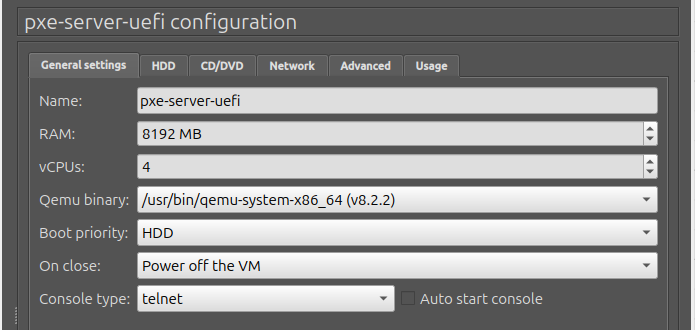 pxe-server-uefi configuration
General settings HDD CD/DVD Network Advanced Usage
Name: pxe-server-uefi
RAM: 8192 MB
vCPUs: 4
Qemu binary: /usr/bin/qemu-system-x86_64 (v8.2.2)
Boot priority: HDD
On close: Power off the VM
Console type: telnet Auto start console